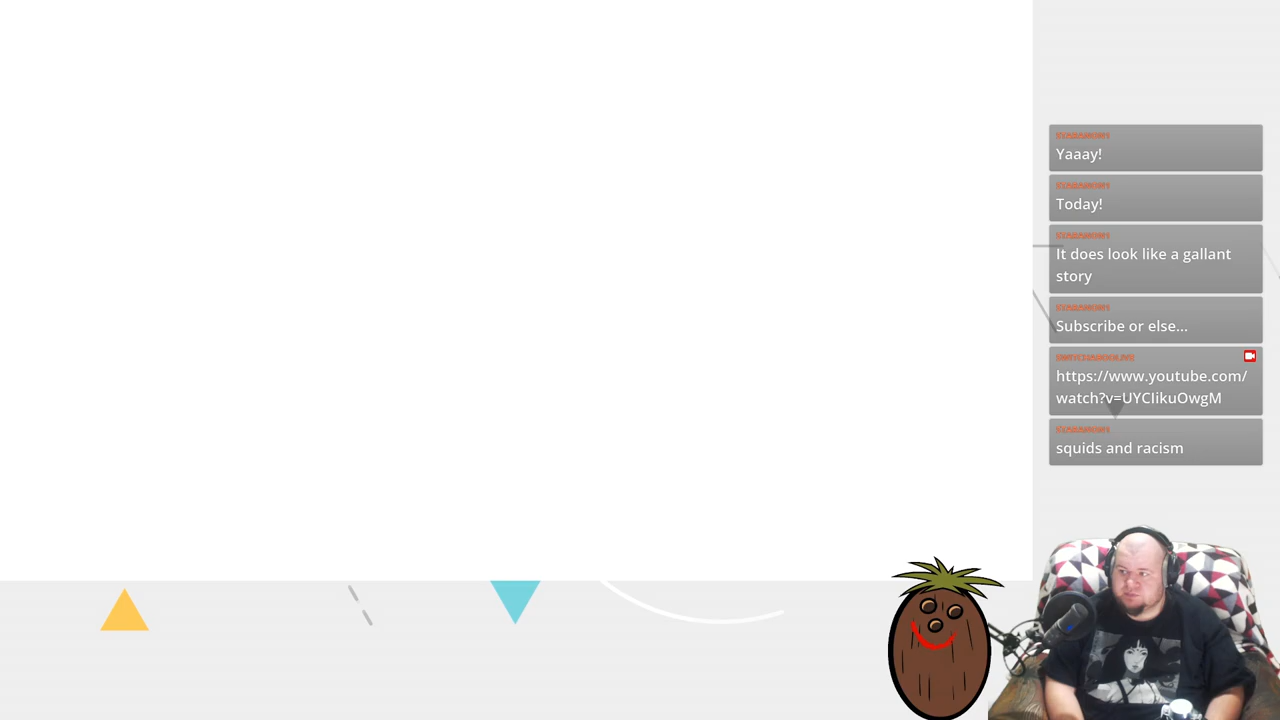 Yaaay!
Today!
It does look like a gallant
story
Subscribe or else...
https://www.youtube.com/
watch?v=UYCIikuOwgM
squids and racism